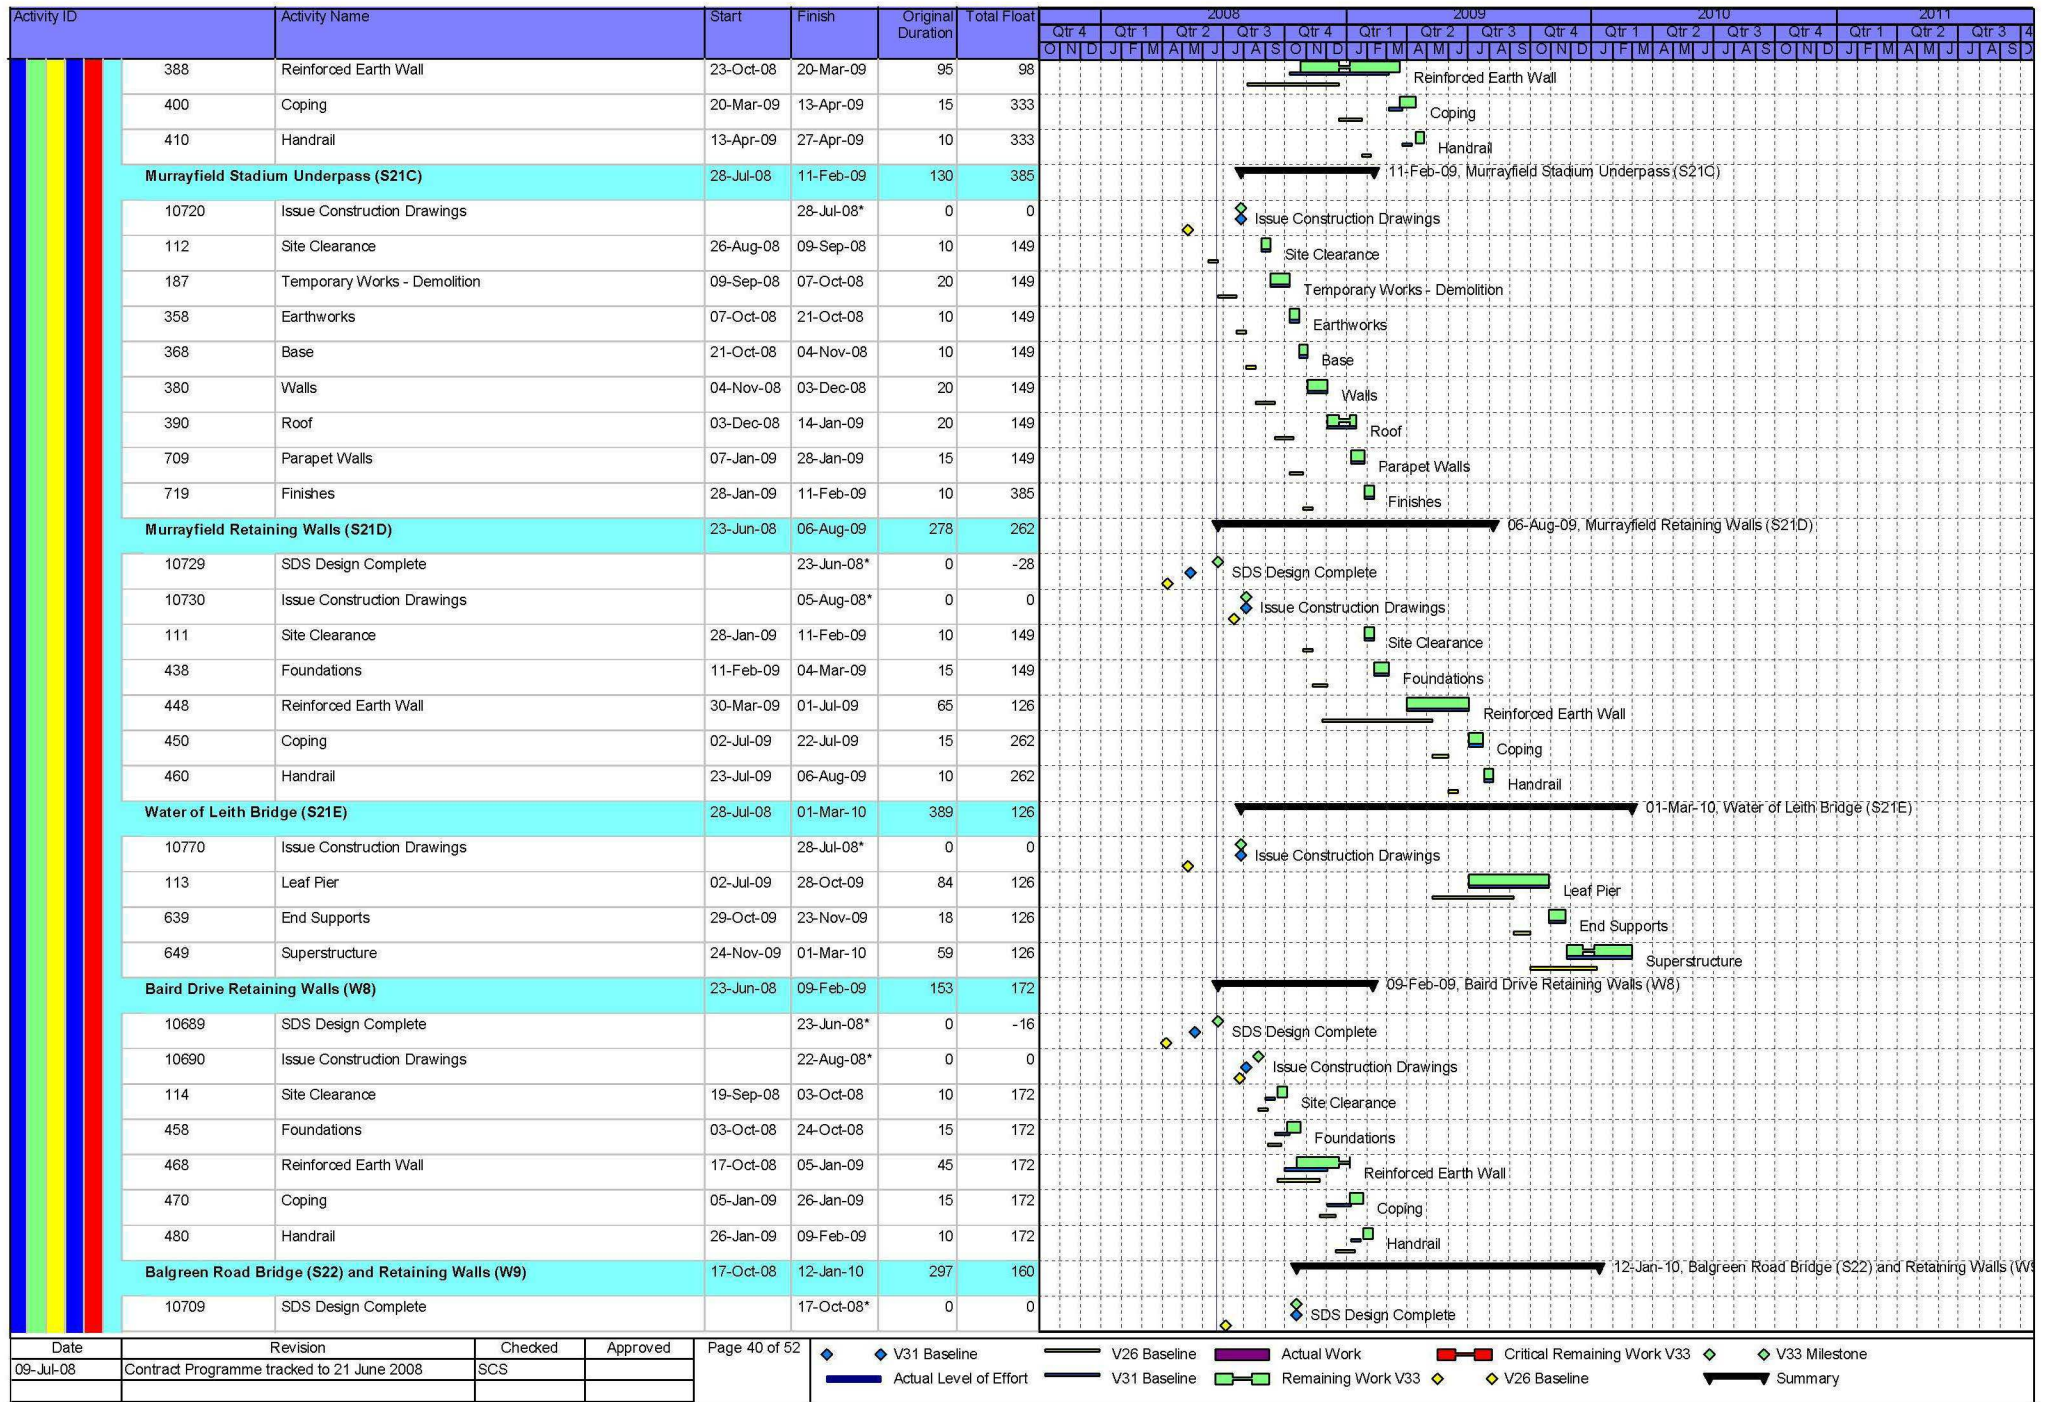 Activity ID Activity Name Start Finish Original Duration Total Float 2008 2009 2010 2011
Qtr 4 Qtr 1 Qtr 2 Qtr 3 Qtr 4 Qtr 1 Qtr 2 Qtr 3 Qtr 4 Qtr 1 Qtr 2 Qtr 3 Qtr 4 Qtr 1 Qtr 2 Qtr 3 4
O N D J F M A M J J A S O N D J F M A M J J A S O N D J F M A M J J A S O N D J F M A M J J A S
388 Reinforced Earth Wall 23-Oct-08 20-Mar-09 95 98 Reinforced Earth Wall
400 Coping 20-Mar-09 13-Apr-09 15 333 Coping
410 Handrail 13-Apr-09 27-Apr-09 10 333 Handrail
Murrayfield Stadium Underpass (S21C) 28-Jul-08 11-Feb-09 130 385 11-Feb-09, Murrayfield Stadium Underpass (S21C)
10720 Issue Construction Drawings 28-Jul-08* 0 0 Issue Construction Drawings
112 Site Clearance 26-Aug-08 09-Sep-08 10 149 Site Clearance
187 Temporary Works - Demolition 09-Sep-08 07-Oct-08 20 149 Temporary Works - Demolition
358 Earthworks 07-Oct-08 21-Oct-08 10 149 Earthworks
368 Base 21-Oct-08 04-Nov-08 10 149 Base
380 Walls 04-Nov-08 03-Dec-08 20 149 Walls
390 Roof 03-Dec-08 14-Jan-09 20 149 Roof
709 Parapet Walls 07-Jan-09 28-Jan-09 15 149 Parapet Walls
719 Finishes 28-Jan-09 11-Feb-09 10 385 Finishes
Murrayfield Retaining Walls (S21D) 23-Jun-08 06-Aug-09 278 262 06-Aug-09, Murrayfield Retaining Walls (S21D)
10729 SDS Design Complete 23-Jun-08* 0 -28 SDS Design Complete
10730 Issue Construction Drawings 05-Aug-08* 0 0 Issue Construction Drawings
111 Site Clearance 28-Jan-09 11-Feb-09 10 149 Site Clearance
438 Foundations 11-Feb-09 04-Mar-09 15 149 Foundations
448 Reinforced Earth Wall 30-Mar-09 01-Jul-09 65 126 Reinforced Earth Wall
450 Coping 02-Jul-09 22-Jul-09 15 262 Coping
460 Handrail 23-Jul-09 06-Aug-09 10 262 Handrail
Water of Leith Bridge (S21E) 28-Jul-08 01-Mar-10 389 126 01-Mar-10, Water of Leith Bridge (S21E)
10770 Issue Construction Drawings 28-Jul-08* 0 0 Issue Construction Drawings
113 Leaf Pier 02-Jul-09 28-Oct-09 84 126 Leaf Pier
639 End Supports 29-Oct-09 23-Nov-09 18 126 End Supports
649 Superstructure 24-Nov-09 01-Mar-10 59 126 Superstructure
Baird Drive Retaining Walls (W8) 23-Jun-08 09-Feb-09 153 172 09-Feb-09, Baird Drive Retaining Walls (W8)
10689 SDS Design Complete 23-Jun-08* 0 -16 SDS Design Complete
10690 Issue Construction Drawings 22-Aug-08* 0 0 Issue Construction Drawings
114 Site Clearance 19-Sep-08 03-Oct-08 10 172 Site Clearance
458 Foundations 03-Oct-08 24-Oct-08 15 172 Foundations
468 Reinforced Earth Wall 17-Oct-08 05-Jan-09 45 172 Reinforced Earth Wall
470 Coping 05-Jan-09 26-Jan-09 15 172 Coping
480 Handrail 26-Jan-09 09-Feb-09 10 172 Handrail
Balgreen Road Bridge (S22) and Retaining Walls (W9) 17-Oct-08 12-Jan-10 297 160 12-Jan-10, Balgreen Road Bridge (S22) and Retaining Walls (W9
10709 SDS Design Complete 17-Oct-08* 0 0 SDS Design Complete
Date Revision Checked Approved Page 40 of 52 V31 Baseline V26 Baseline Actual Work Critical Remaining Work V33 V33 Milestone
09-Jul-08 Contract Programme tracked to 21 June 2008 SCS Actual Level of Effort V31 Baseline Remaining Work V33 V26 Baseline Summary